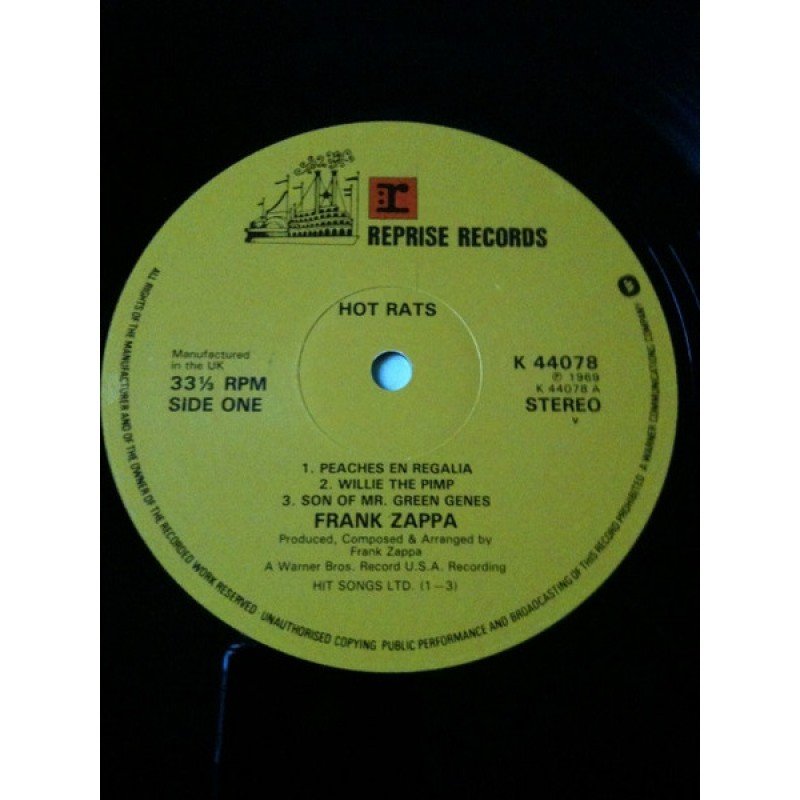 r
REPRISE RECORDS
HOT RATS
Manufactured
in the UK
33⅓ RPM
SIDE ONE
K 44078
℗ 1969
K 44078 A
STEREO
V
1. PEACHES EN REGALIA
2. WILLIE THE PIMP
3. SON OF MR. GREEN GENES
FRANK ZAPPA
Produced, Composed & Arranged by
Frank Zappa
A Warner Bros. Record U.S.A. Recording
HIT SONGS LTD. (1–3)
ALL RIGHTS OF THE MANUFACTURER AND OF THE OWNER OF THE RECORDED WORK RESERVED UNAUTHORISED COPYING PUBLIC PERFORMANCE AND BROADCASTING OF THIS RECORD PROHIBITED A WARNER COMMUNICATIONS COMPANY